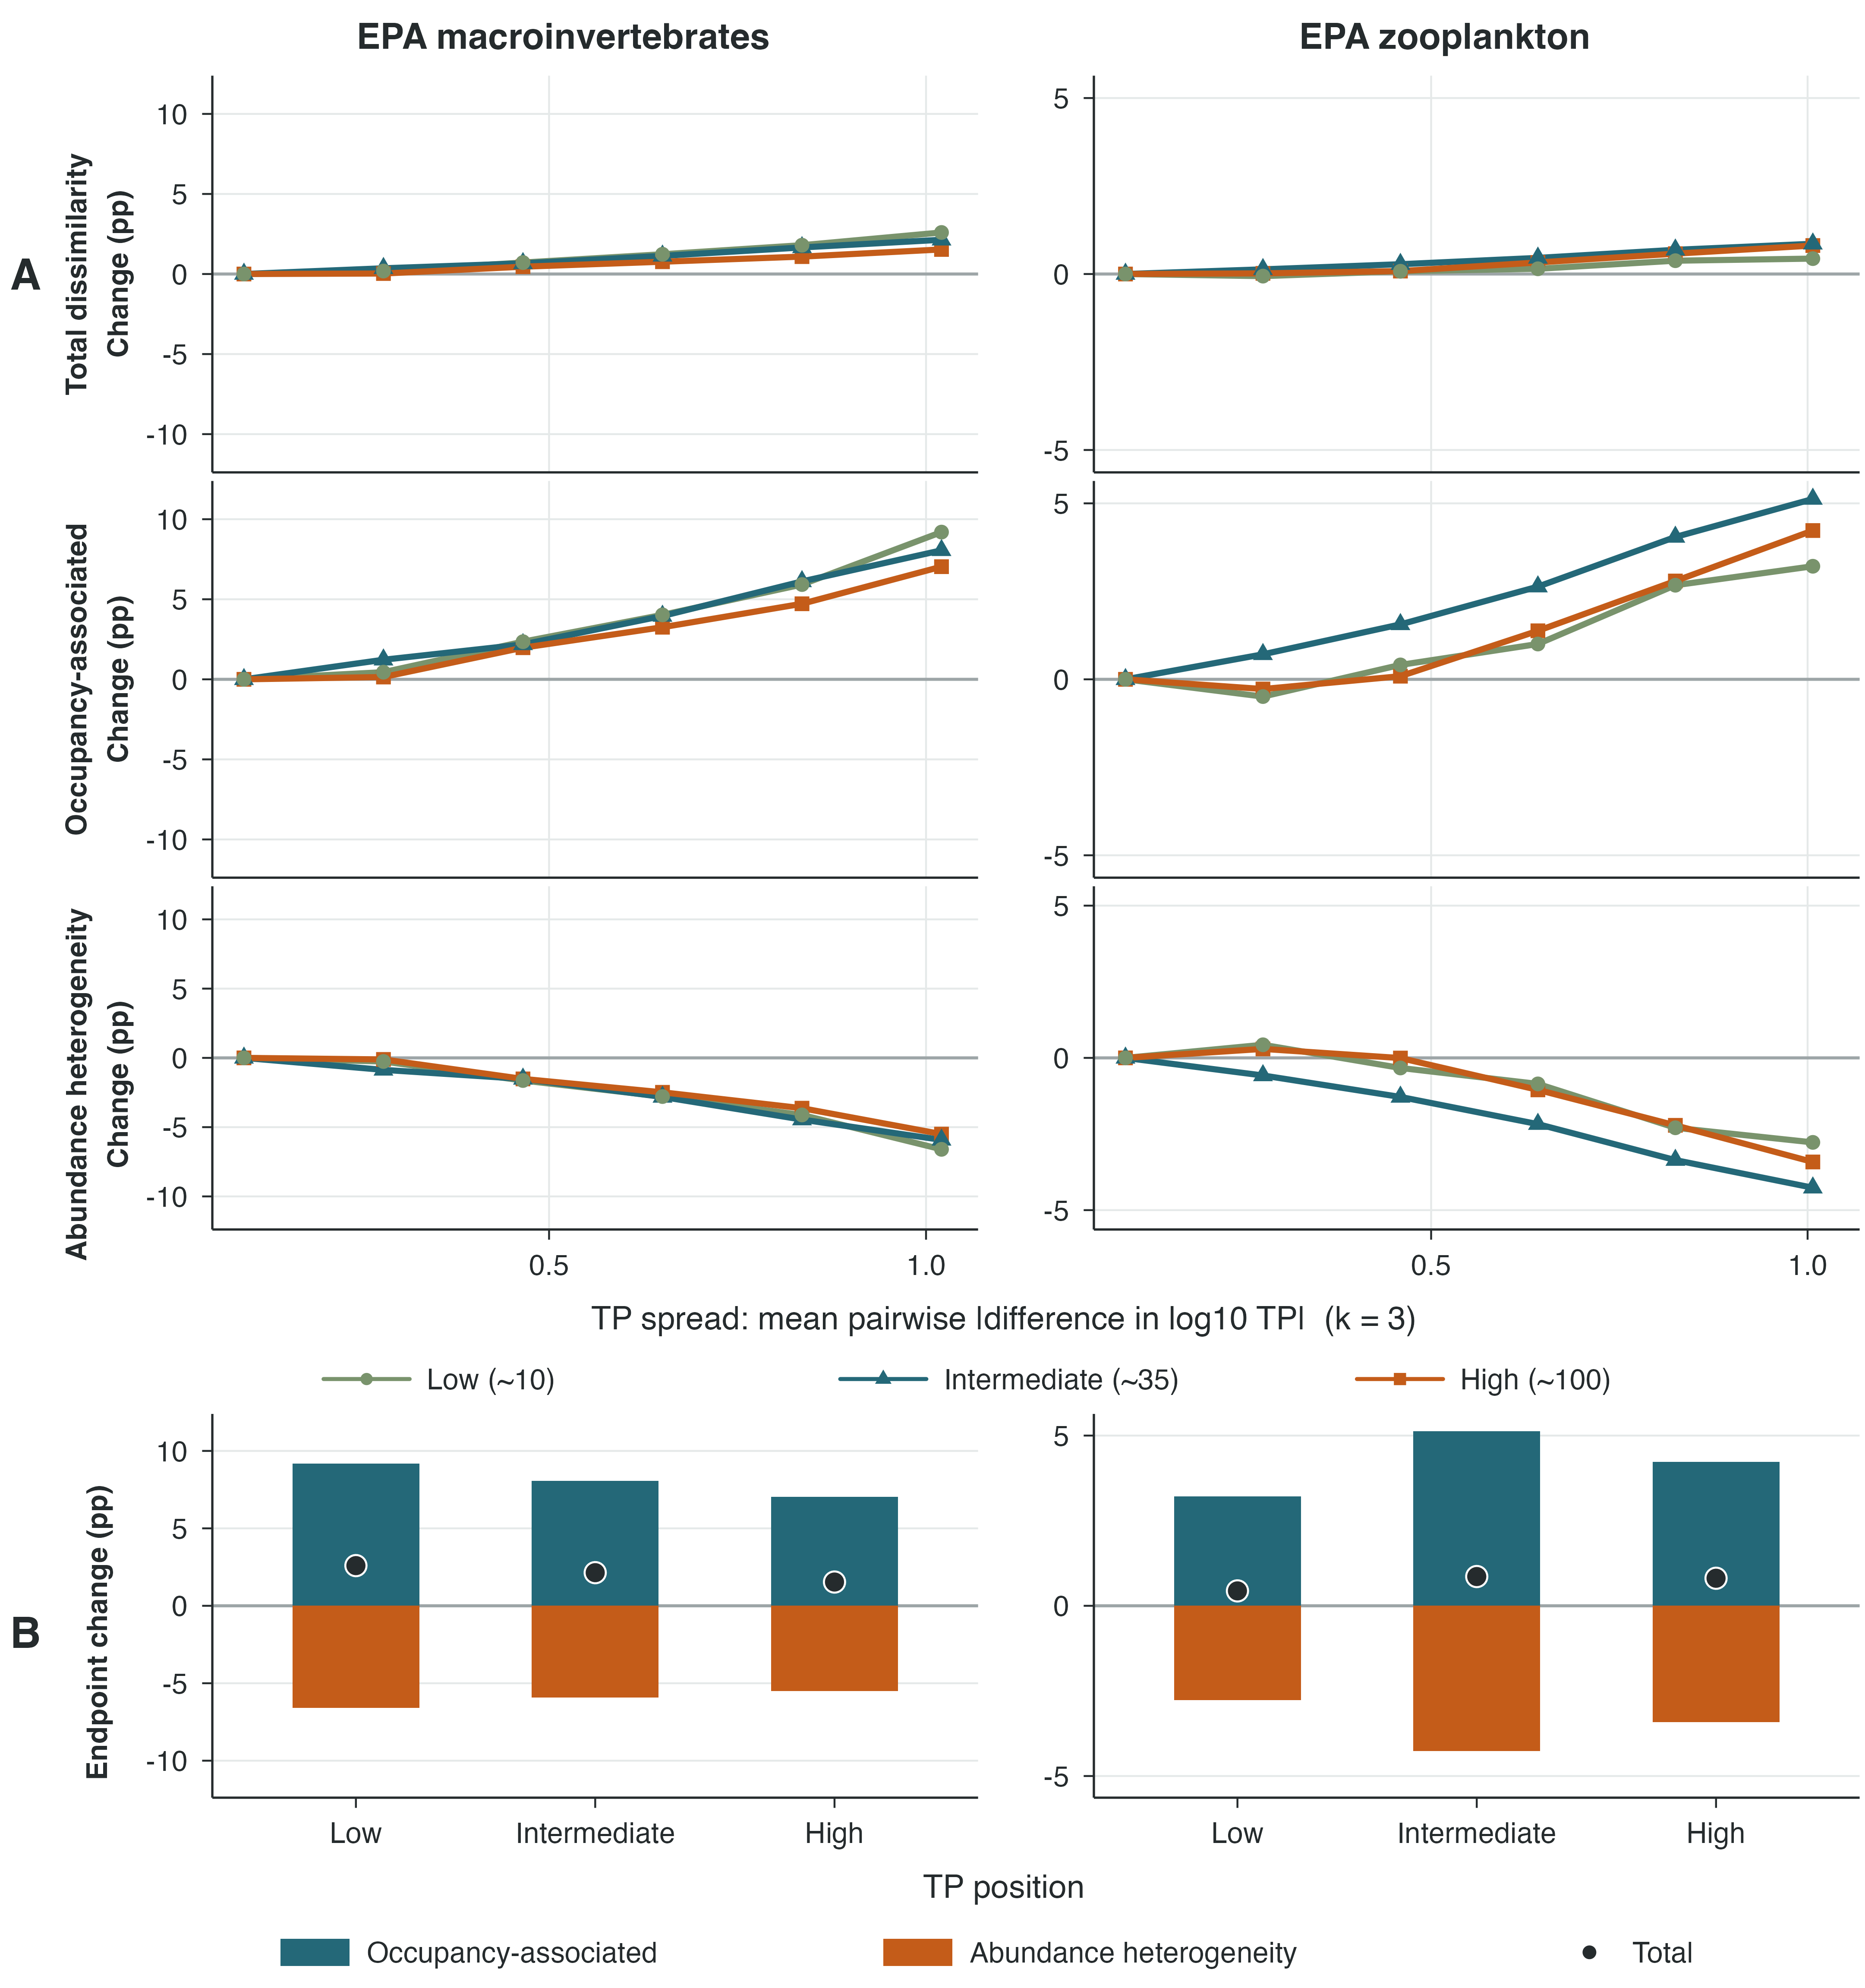 EPA macroinvertebrates
EPA zooplankton
A
Total dissimilarity
Change (pp)
10
5
0
-5
-10
5
0
-5
Occupancy-associated
Change (pp)
10
5
0
-5
-10
5
0
-5
Abundance heterogeneity
Change (pp)
10
5
0
-5
-10
5
0
-5
0.5
1.0
0.5
1.0
TP spread: mean pairwise |difference in log10 TP| (k = 3)
Low (~10)
Intermediate (~35)
High (~100)
B
Endpoint change (pp)
10
5
0
-5
-10
5
0
-5
Low
Intermediate
High
Low
Intermediate
High
TP position
Occupancy-associated
Abundance heterogeneity
Total